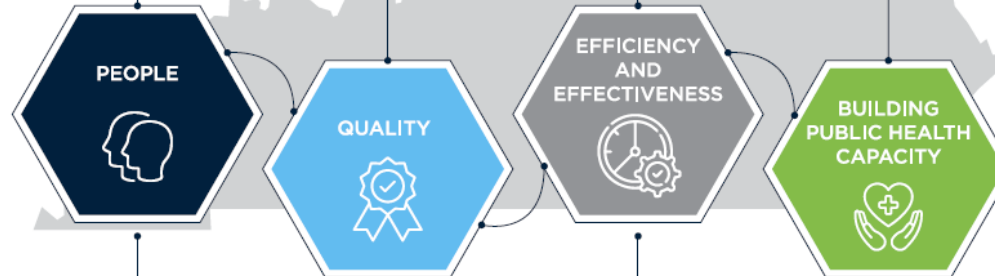 PEOPLE
QUALITY
EFFICIENCY
AND
EFFECTIVENESS
BUILDING
PUBLIC HEALTH
CAPACITY